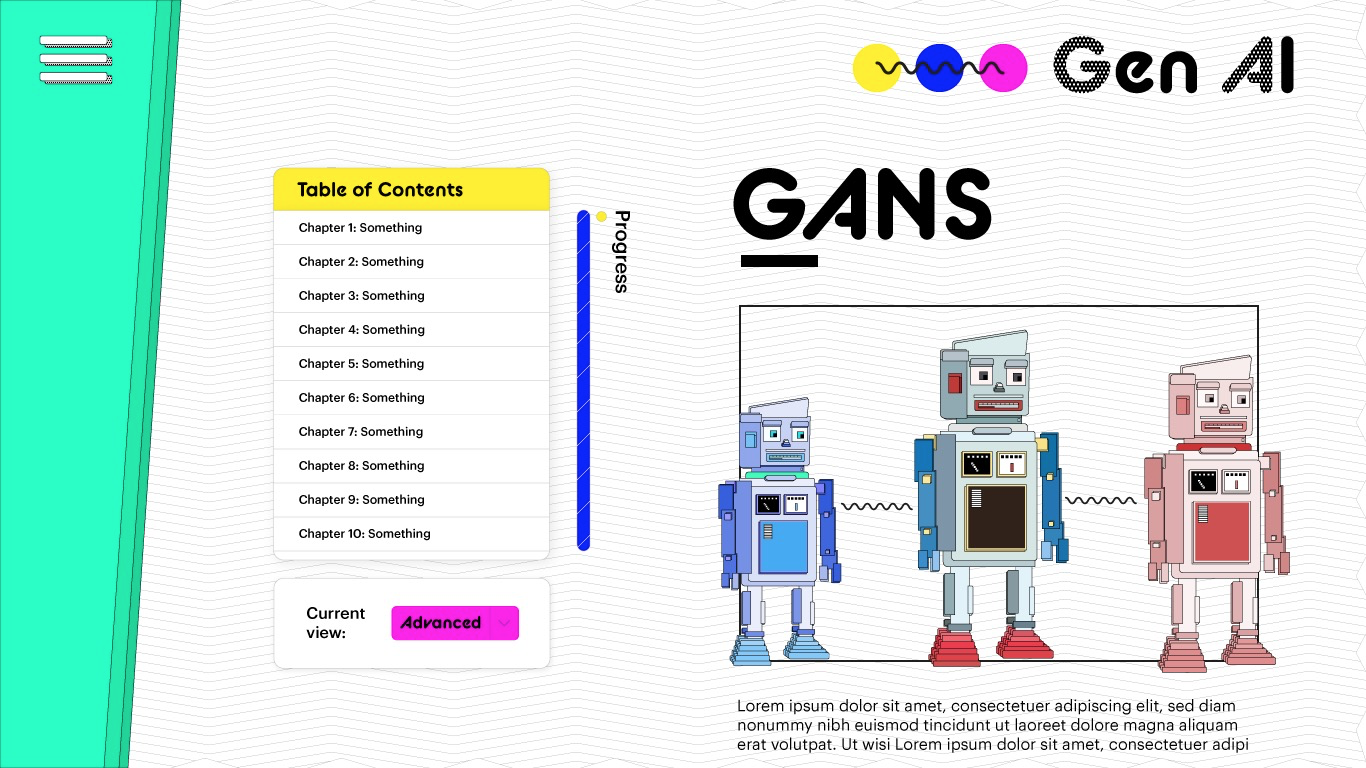 Gen AI
Table of Contents
Chapter 1: Something
Chapter 2: Something
Chapter 3: Something
Chapter 4: Something
Chapter 5: Something
Chapter 6: Something
Chapter 7: Something
Chapter 8: Something
Chapter 9: Something
Chapter 10: Something
Progress
Current
view:
Advanced
GANS
Lorem ipsum dolor sit amet, consectetuer adipiscing elit, sed diam
nonummy nibh euismod tincidunt ut laoreet dolore magna aliquam
erat volutpat. Ut wisi Lorem ipsum dolor sit amet, consectetuer adipi